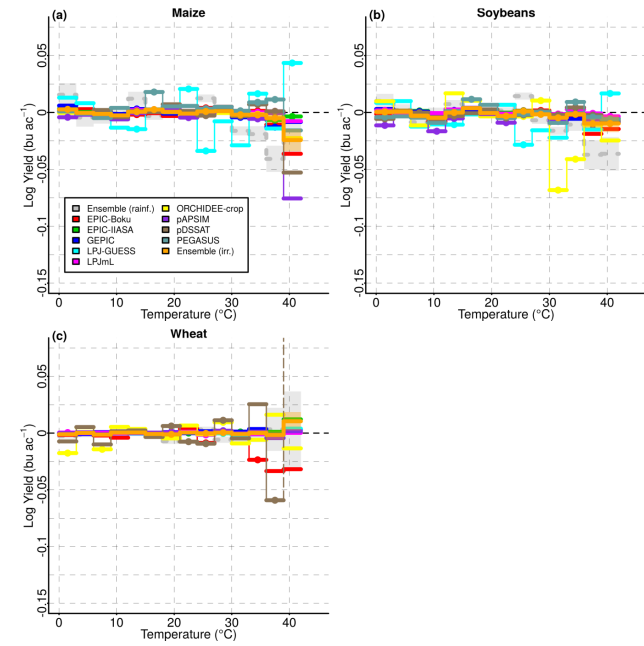 (a)
Maize
Log Yield (bu ac⁻¹)
0.05
0
-0.05
-0.1
-0.15
Ensemble (rainf.)
EPIC-Boku
EPIC-IIASA
GEPIC
LPJ-GUESS
LPJmL
ORCHIDEE-crop
pAPSIM
pDSSAT
PEGASUS
Ensemble (irr.)
0 10 20 30 40
Temperature (°C)
(b)
Soybeans
Log Yield (bu ac⁻¹)
0.05
0
-0.05
-0.1
-0.15
0 10 20 30 40
Temperature (°C)
(c)
Wheat
Log Yield (bu ac⁻¹)
0.05
0
-0.05
-0.1
-0.15
0 10 20 30 40
Temperature (°C)